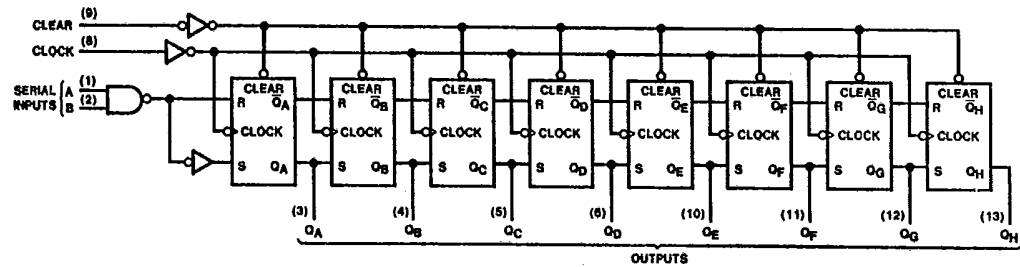 CLEAR (9)
CLOCK (8)
SERIAL INPUTS { A (1)
B (2)
CLEAR CLEAR CLEAR CLEAR CLEAR CLEAR CLEAR CLEAR
R Q̅A R Q̅B R Q̅C R Q̅D R Q̅E R Q̅F R Q̅G R Q̅H
CLOCK CLOCK CLOCK CLOCK CLOCK CLOCK CLOCK CLOCK
S QA S QB S QC S QD S QE S QF S QG S QH
(3) (4) (5) (6) (10) (11) (12) (13)
QA QB QC QD QE QF QG QH
OUTPUTS